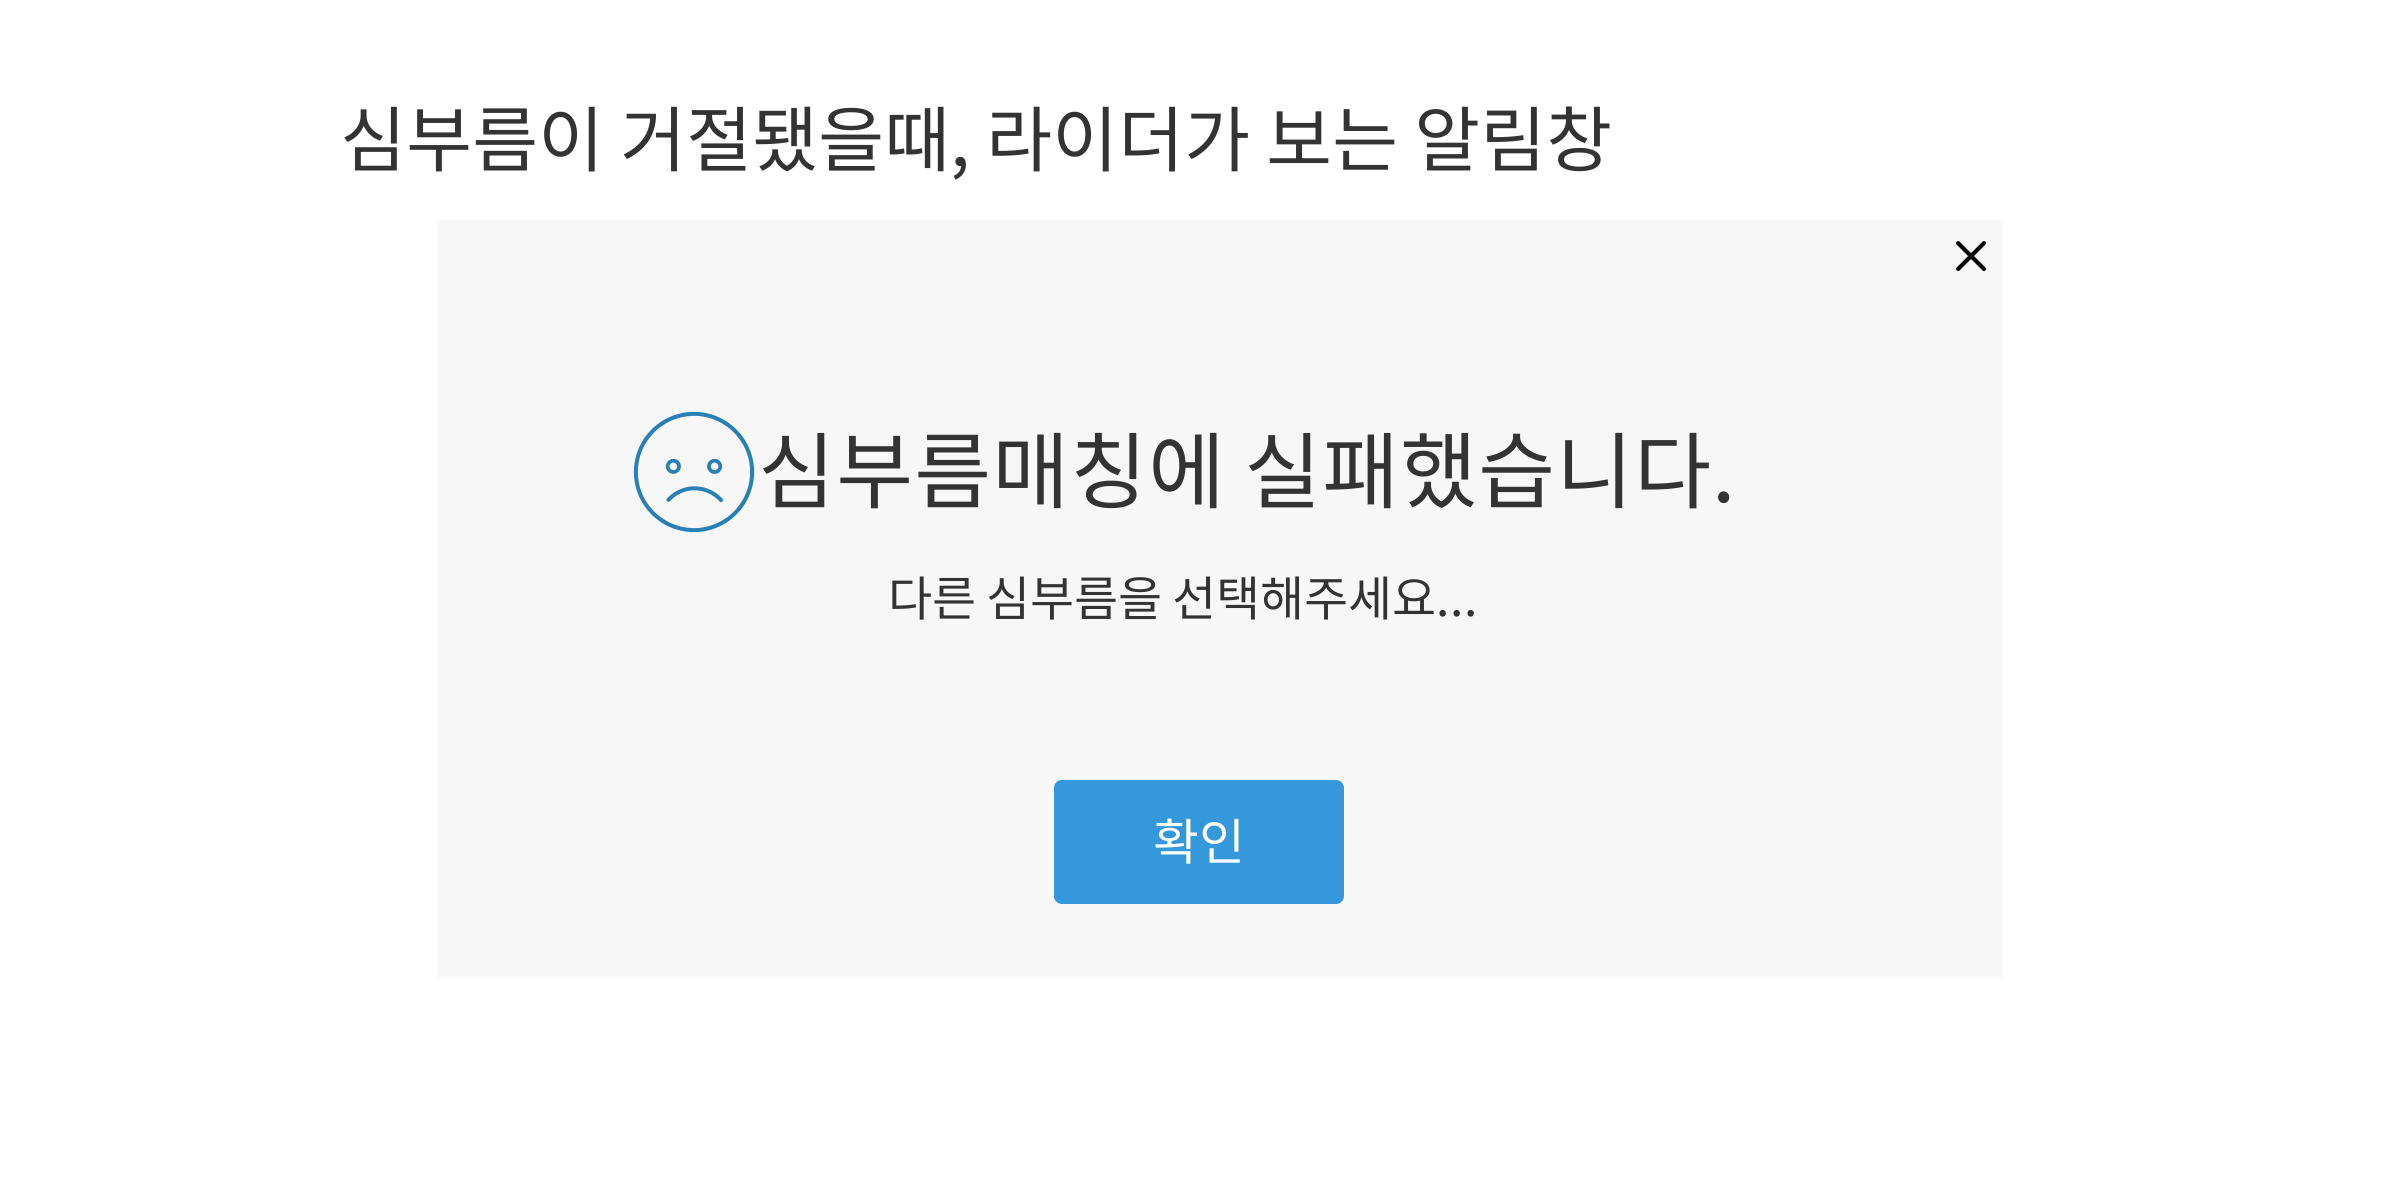 심부름이 거절됐을때, 라이더가 보는 알림창
심부름매칭에 실패했습니다.
다른 심부름을 선택해주세요...
확인